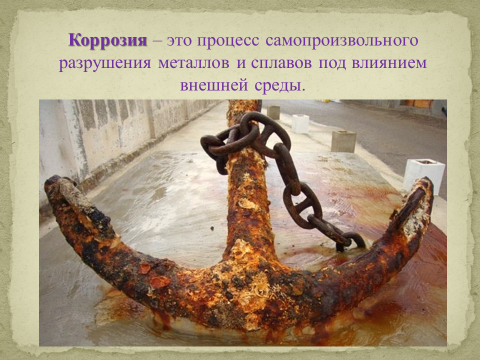 Коррозия – это процесс самопроизвольного
разрушения металлов и сплавов под влиянием
внешней среды.